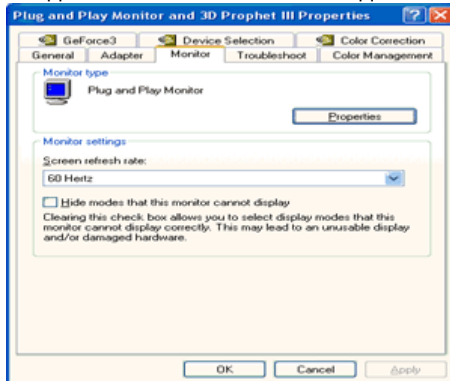 Plug and Play Monitor and 3D Prophet III Properties
GeForce3 Device Selection Color Correction
General Adapter Monitor Troubleshoot Color Management
Monitor type
Plug and Play Monitor
Properties
Monitor settings
Screen refresh rate:
60 Hertz
Hide modes that this monitor cannot display
Clearing this check box allows you to select display modes that this
monitor cannot display correctly. This may lead to an unusable display
and/or damaged hardware.
OK Cancel Apply